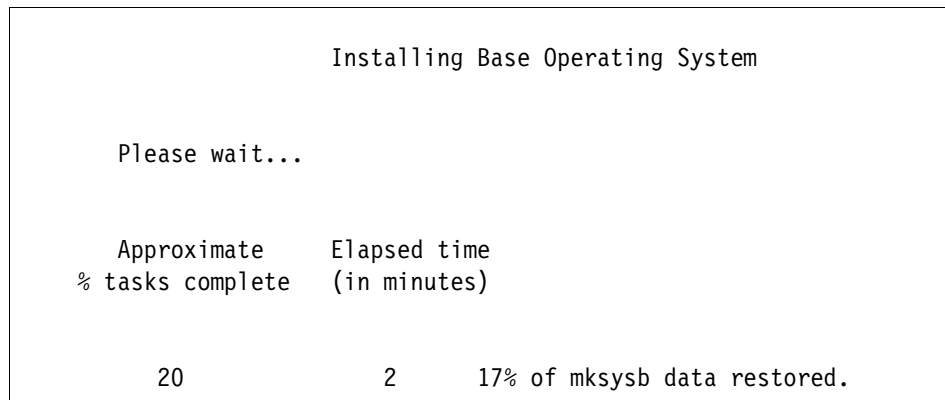 Installing Base Operating System
Please wait...
Approximate Elapsed time
% tasks complete (in minutes)
20 2 17% of mksysb data restored.